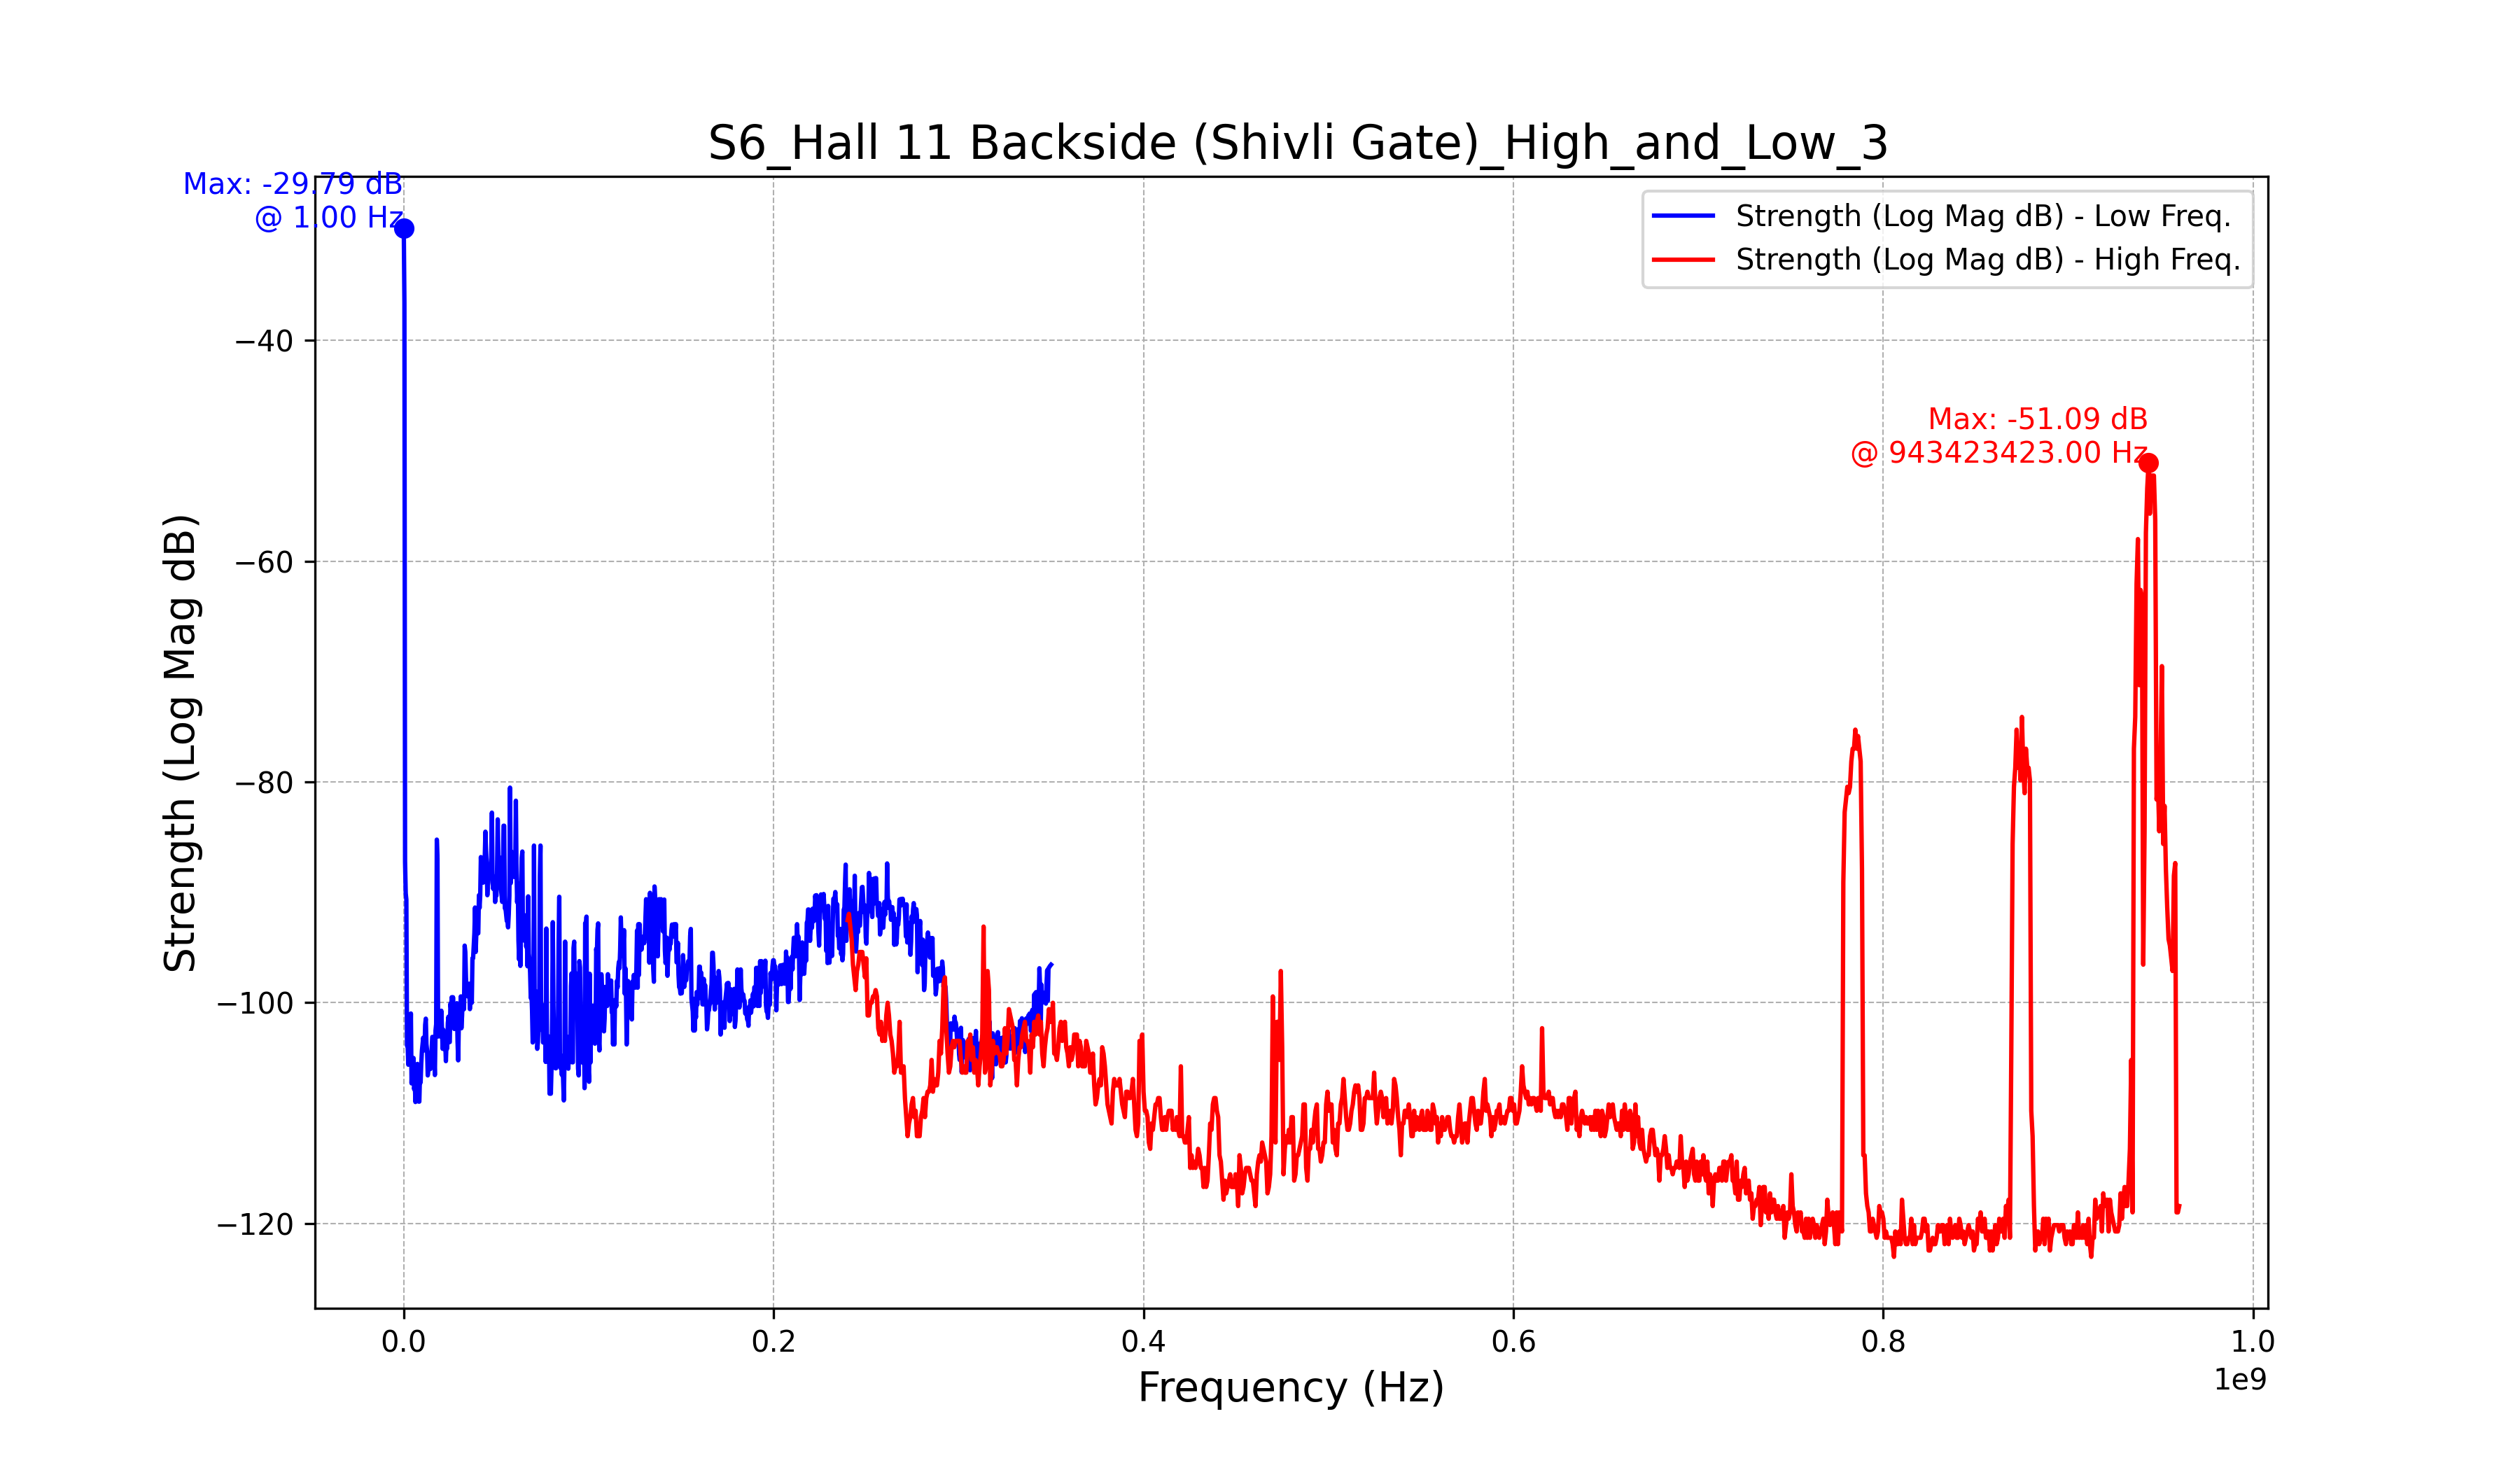 S6_Hall 11 Backside (Shivli Gate)_High_and_Low_3
Max: -29.79 dB
@ 1.00 Hz
Strength (Log Mag dB) - Low Freq.
Strength (Log Mag dB) - High Freq.
Max: -51.09 dB
@ 943423423.00 Hz
Strength (Log Mag dB)
−40
−60
−80
−100
−120
0.0 0.2 0.4 0.6 0.8 1.0
1e9
Frequency (Hz)